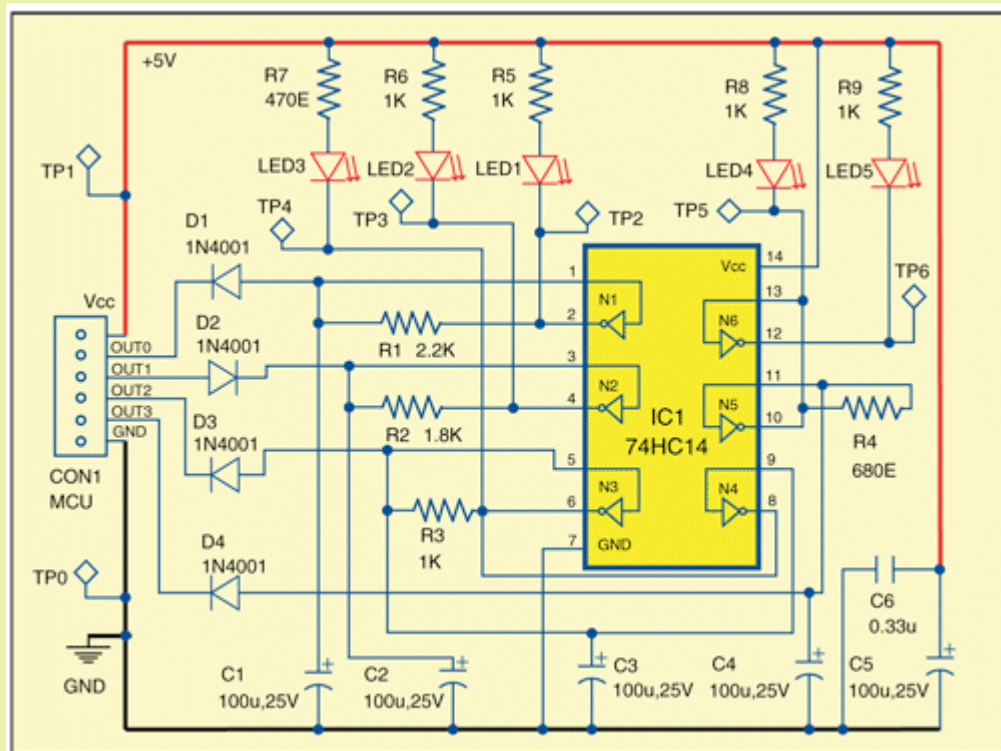 +5V
R7
470E
R6
1K
R5
1K
R8
1K
R9
1K
LED3
LED2
LED1
LED4
LED5
TP1
TP4
TP3
TP2
TP5
TP6
D1
1N4001
Vcc
OUT0
OUT1
OUT2
OUT3
GND
CON1
MCU
D2
1N4001
D3
1N4001
D4
1N4001
TP0
GND
R1 2.2K
R2 1.8K
R3
1K
1
2
3
4
5
6
7
N1
N2
N3
GND
IC1
74HC14
Vcc
N6
N5
N4
14
13
12
11
10
9
8
R4
680E
C6
0.33u
C1
100u,25V
C2
100u,25V
C3
100u,25V
C4
100u,25V
C5
100u,25V
+
+
+
+
+